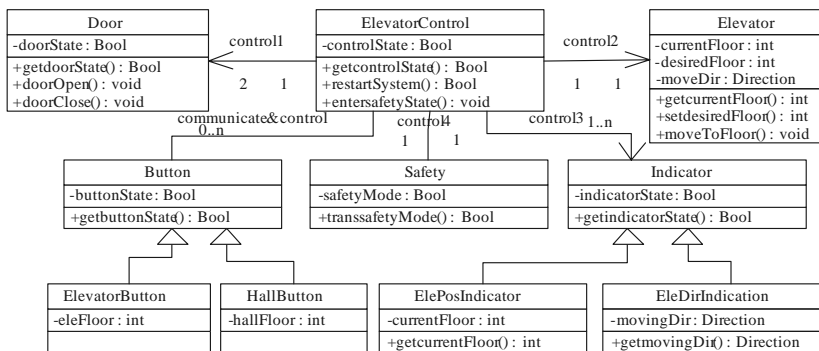 Door
-doorState : Bool
+getdoorState() : Bool
+doorOpen() : void
+doorClose() : void
control1
2
1
ElevatorControl
-controlState : Bool
+getcontrolState() : Bool
+restartSystem() : Bool
+entersafetyState() : void
control2
1
1
Elevator
-currentFloor : int
-desiredFloor : int
-moveDir : Direction
+getcurrentFloor() : int
+setdesiredFloor() : int
+moveToFloor() : void
communicate&control
0..n
control4
1
1
control3
1..n
Button
-buttonState: Bool
+getbuttonState() : Bool
Safety
-safetyMode : Bool
+transsafetyMode() : Bool
Indicator
-indicatorState : Bool
+getindicatorState() : Bool
ElevatorButton
-eleFloor : int
HallButton
-hallFloor : int
ElePosIndicator
-currentFloor : int
+getcurrentFloor() : int
EleDirIndication
-movingDir : Direction
+getmovingDir() : Direction